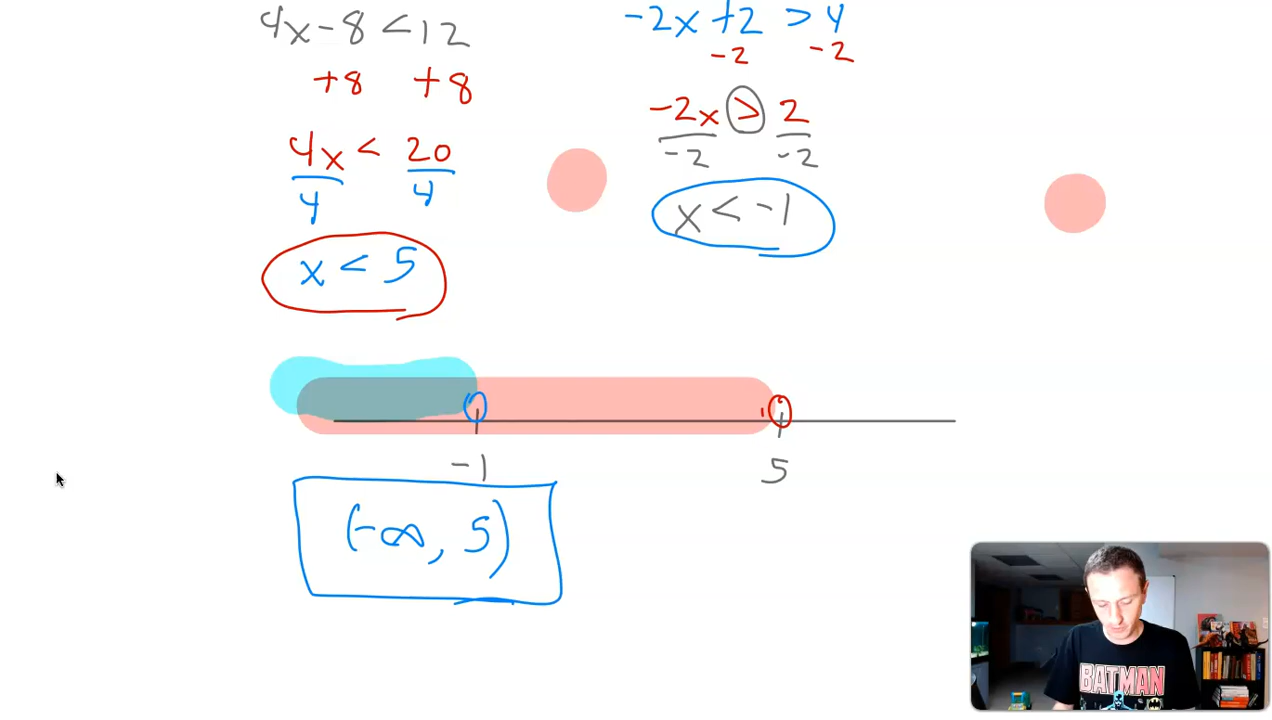 4x-8 <12
+8 +8
4x < 20
4 4
x < 5
-2x +2 > 4
-2 -2
-2x > 2
-2 -2
x < -1
-1 5
(-∞, 5)
BATMAN